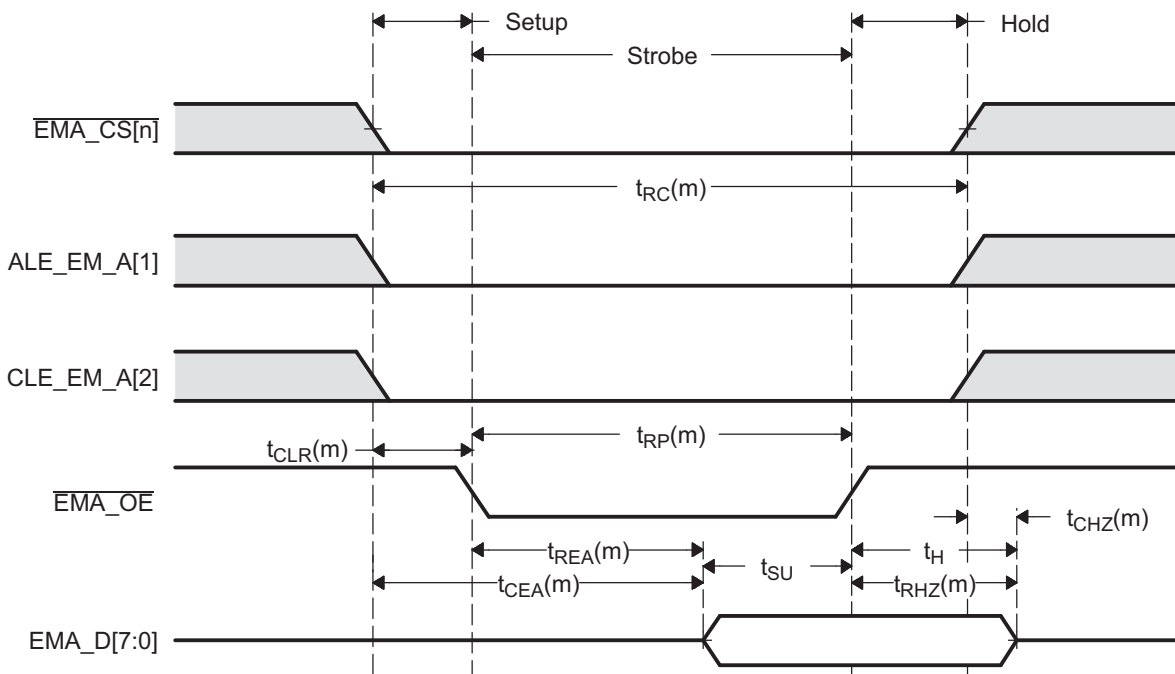 Setup
Hold
Strobe
EMA_CS[n]
tRC(m)
ALE_EM_A[1]
CLE_EM_A[2]
tCLR(m)
tRP(m)
EMA_OE
tCHZ(m)
tREA(m)
tH
tSU
tCEA(m)
tRHZ(m)
EMA_D[7:0]